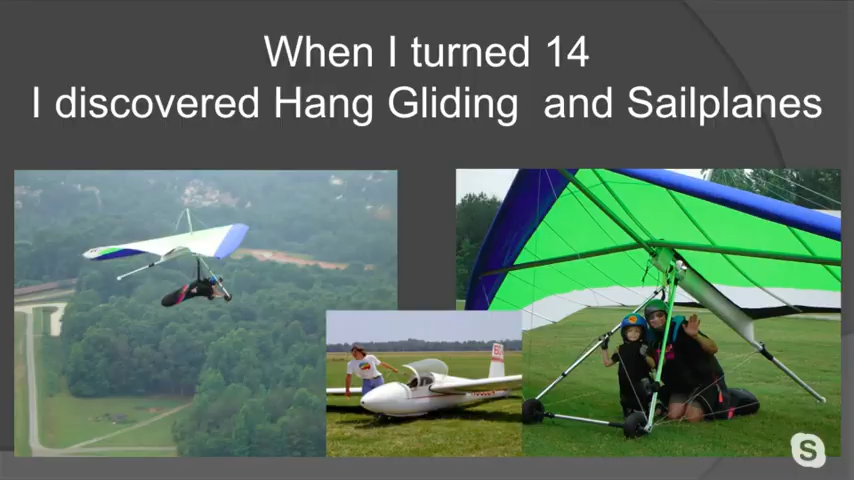 When I turned 14
I discovered Hang Gliding and Sailplanes